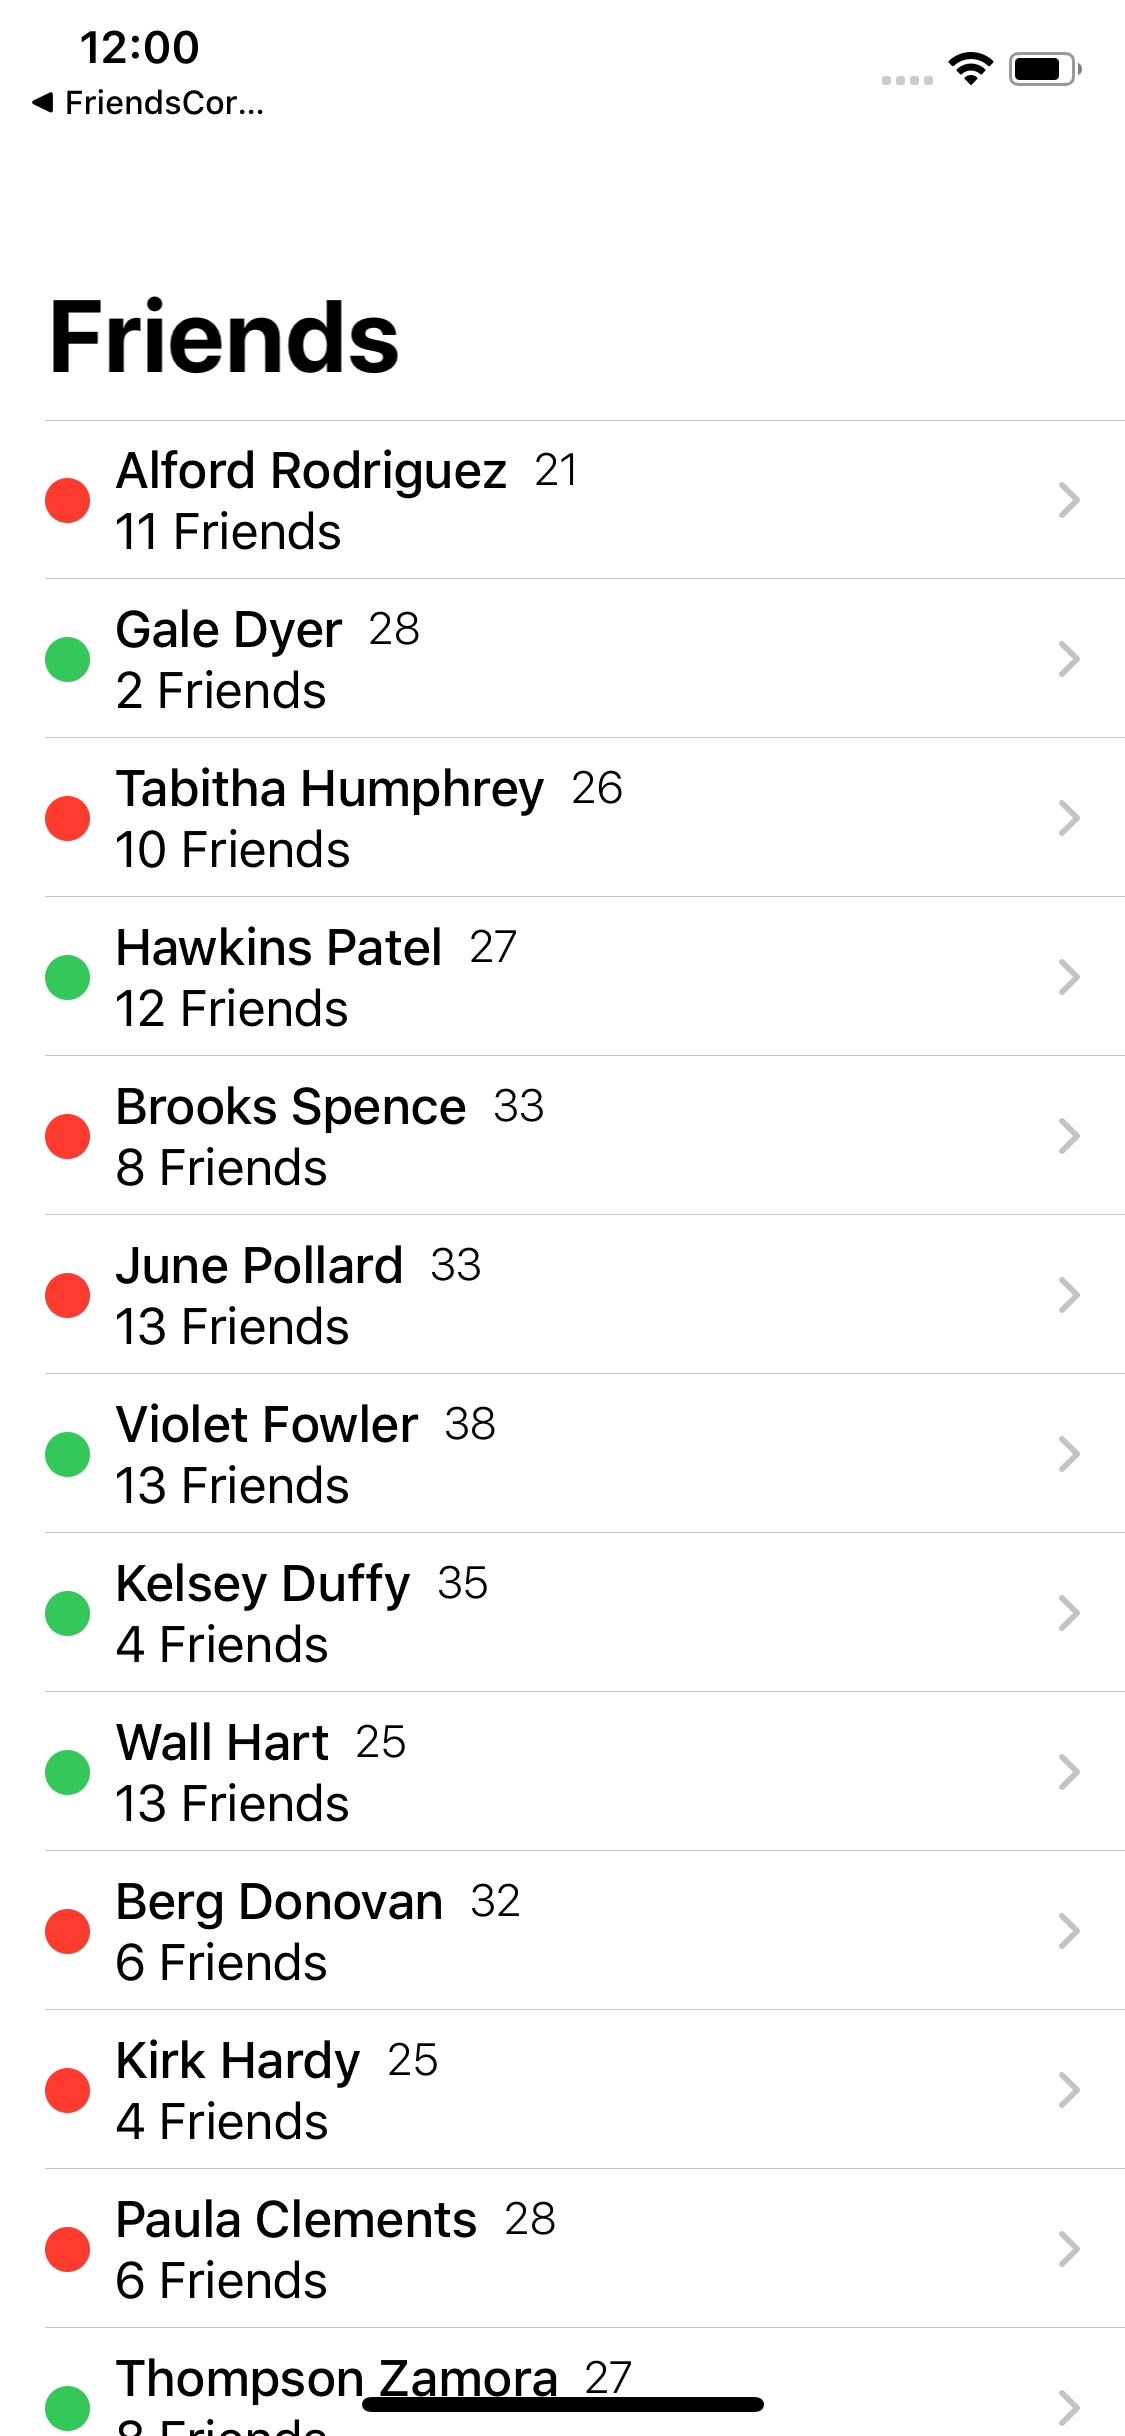 12:00
◀ FriendsCor...
Friends
Alford Rodriguez 21
11 Friends
Gale Dyer 28
2 Friends
Tabitha Humphrey 26
10 Friends
Hawkins Patel 27
12 Friends
Brooks Spence 33
8 Friends
June Pollard 33
13 Friends
Violet Fowler 38
13 Friends
Kelsey Duffy 35
4 Friends
Wall Hart 25
13 Friends
Berg Donovan 32
6 Friends
Kirk Hardy 25
4 Friends
Paula Clements 28
6 Friends
Thompson Zamora 27
Friends